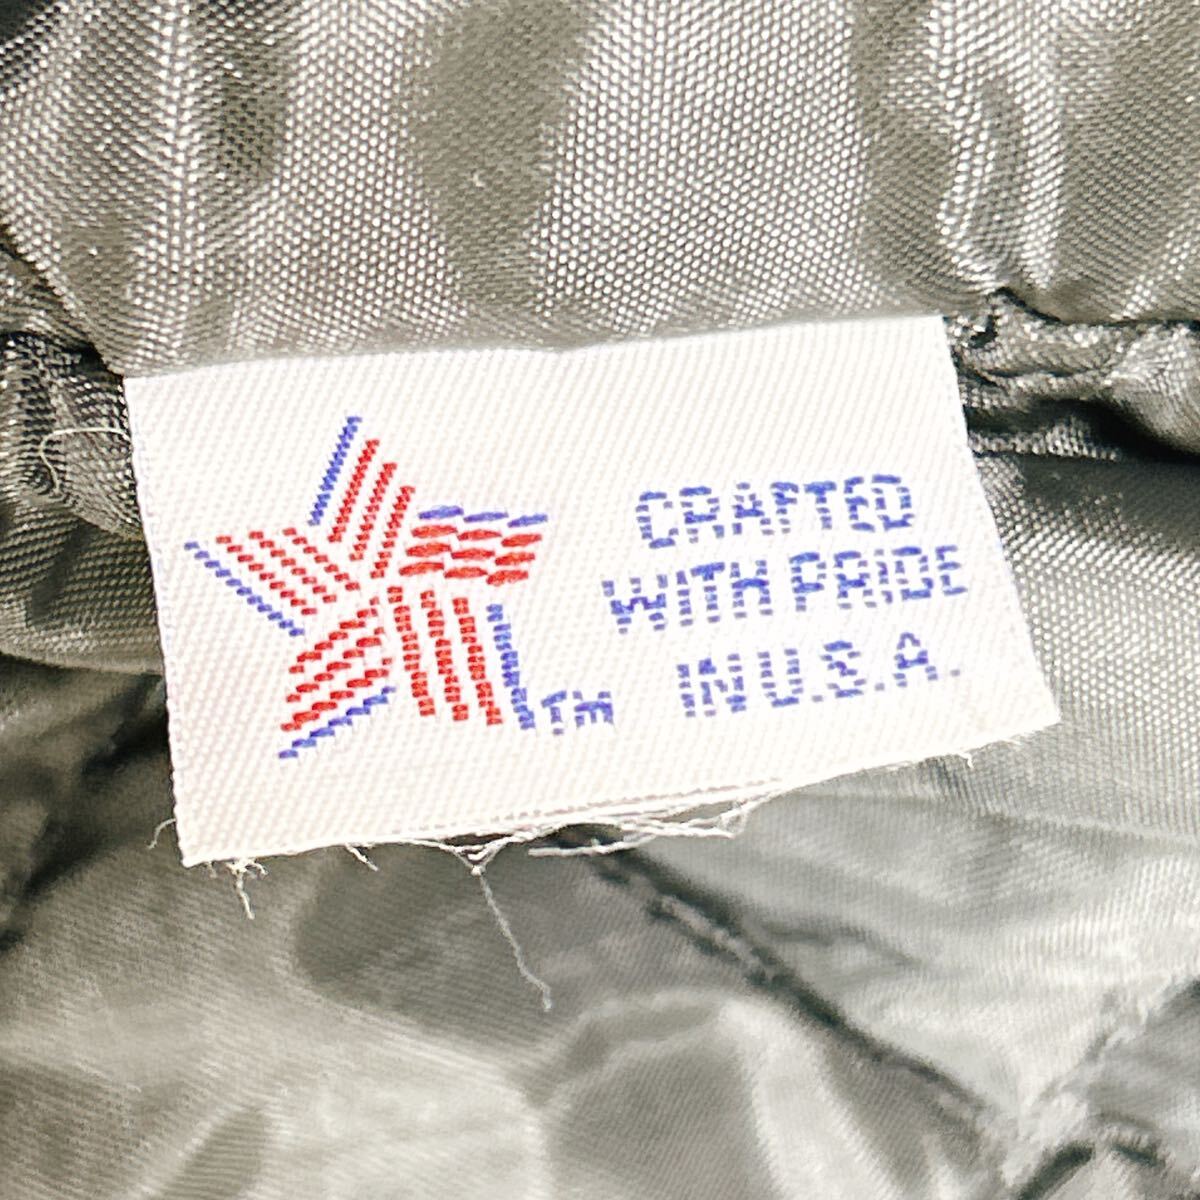 CRAFTED
WITH PRIDE
IN U.S.A.
TM